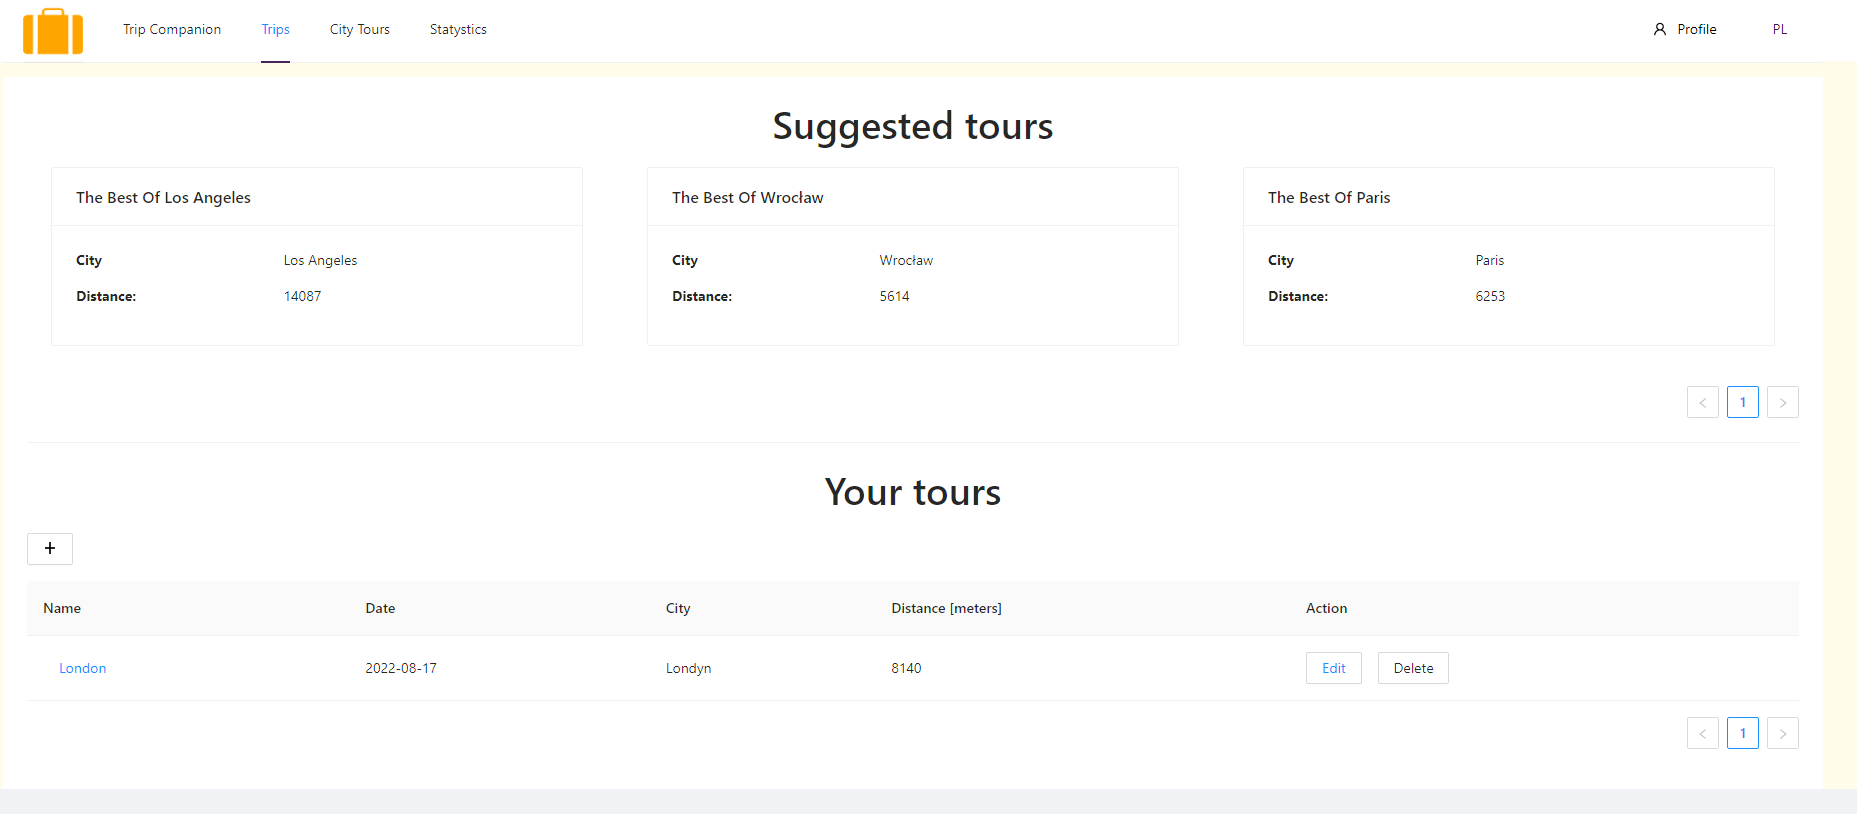 Trip Companion Trips City Tours Statystics Profile PL
Suggested tours
The Best Of Los Angeles
City Los Angeles
Distance: 14087
The Best Of Wrocław
City Wrocław
Distance: 5614
The Best Of Paris
City Paris
Distance: 6253
< 1 >
Your tours
+
Name Date City Distance [meters] Action
London 2022-08-17 Londyn 8140 Edit Delete
< 1 >